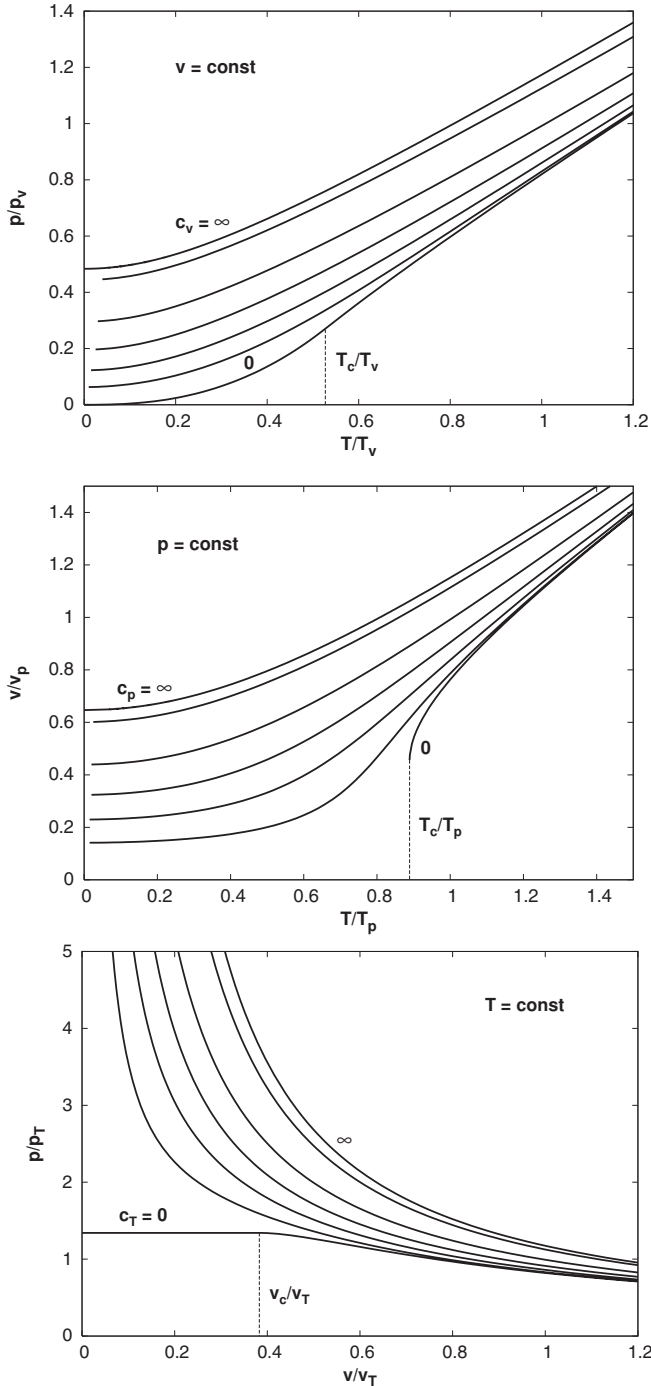 1.4
v = const
1.2
1
0.8
p/p_v
c_v = ∞
0.6
0.4
0.2
0
T_c/T_v
0
0 0.2 0.4 0.6 0.8 1 1.2
T/T_v
1.4
p = const
1.2
1
0.8
v/v_p
c_p = ∞
0.6
0.4
0
0.2
T_c/T_p
0
0 0.2 0.4 0.6 0.8 1 1.2 1.4
T/T_p
5
T = const
4
3
p/p_T
∞
2
c_T = 0
1
v_c/v_T
0
0 0.2 0.4 0.6 0.8 1 1.2
v/v_T